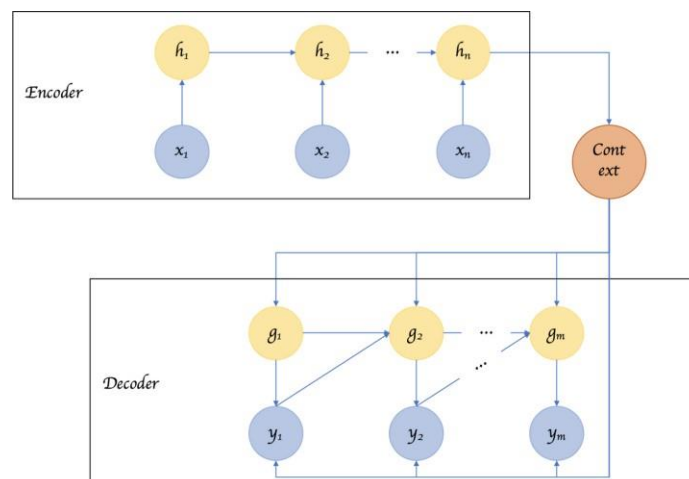 h₁ h₂ ... hₙ
Encoder
x₁ x₂ xₙ
Cont
ext
g₁ g₂ ... gₘ
...
Decoder
y₁ y₂ yₘ